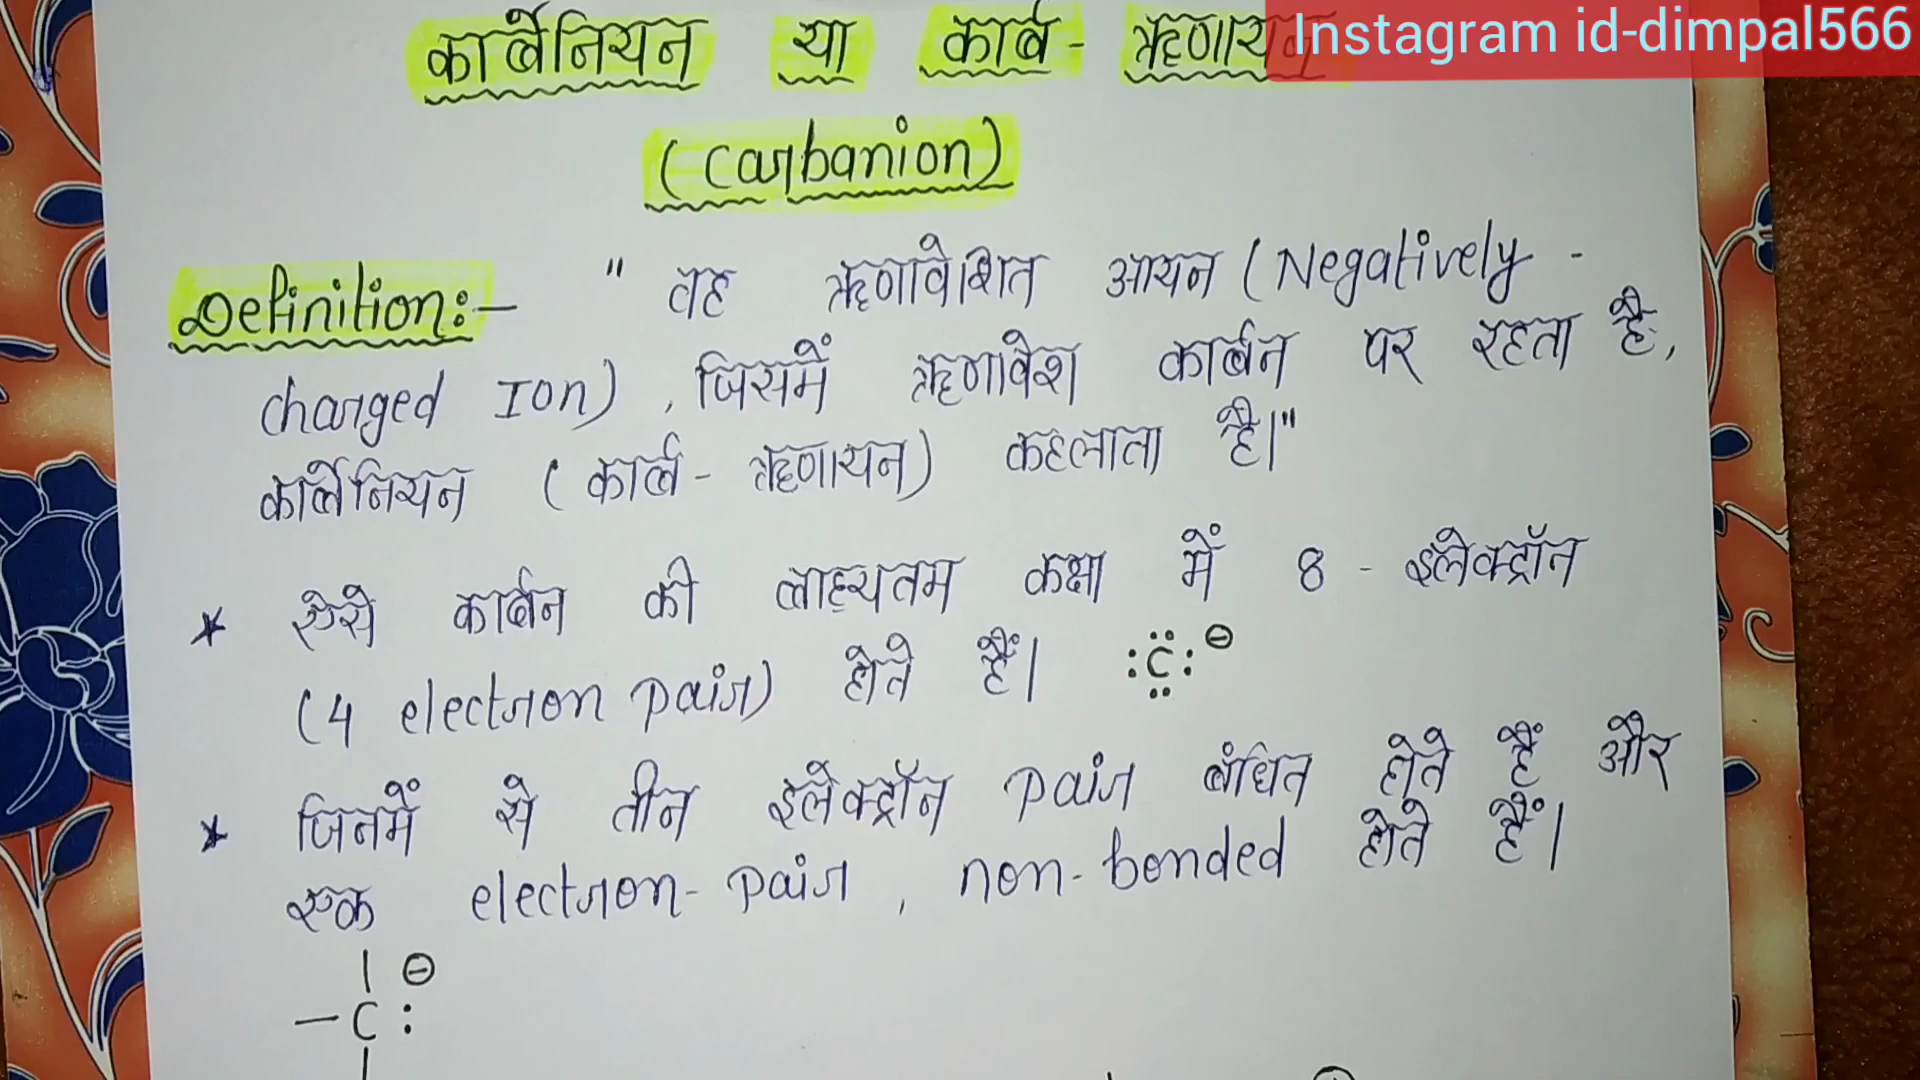 कार्बेनियन या कार्ब - ऋणायन
Instagram id-dimpal566
(Carbanion)
Definition:- " वह ऋणावेशित आयन (Negatively -
charged Ion), जिसमें ऋणावेश कार्बन पर रहता है,
कार्बेनियन (कार्ब - ऋणायन) कहलाता है।"
* ऐसे कार्बन की बाह्यतम कक्षा में 8 - इलेक्ट्रॉन
(4 electron pair) होते हैं। :C: ⊖
* जिनमें से तीन इलेक्ट्रॉन pair बंधित होते हैं और
एक electron-pair, non-bonded होते हैं।
⊖
— C :